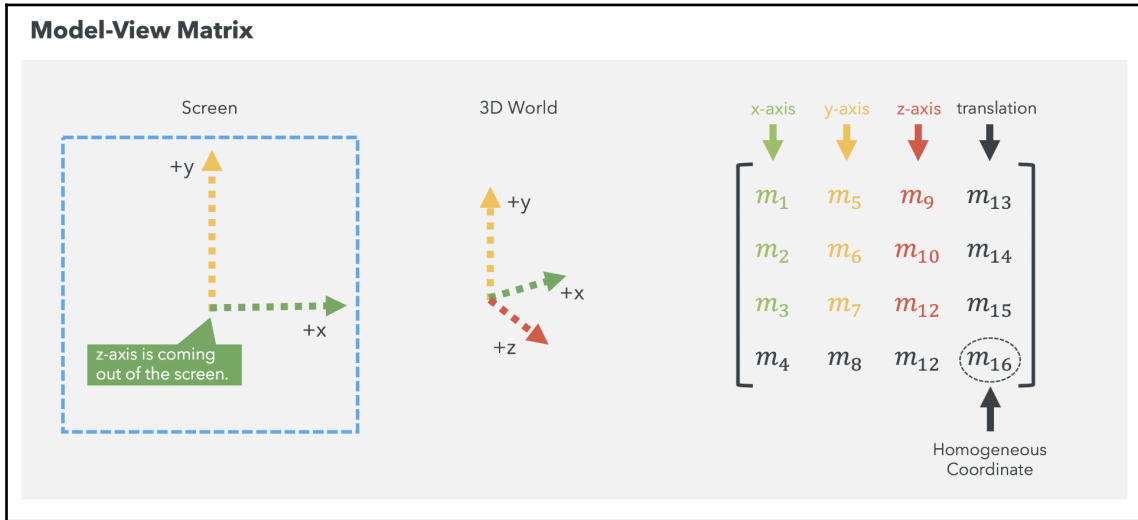 Model-View Matrix
Screen
3D World
x-axis y-axis z-axis translation
+y
+x
z-axis is coming
out of the screen.
+y
+x
+z
m₁ m₅ m₉ m₁₃
m₂ m₆ m₁₀ m₁₄
m₃ m₇ m₁₂ m₁₅
m₄ m₈ m₁₂ m₁₆
Homogeneous
Coordinate